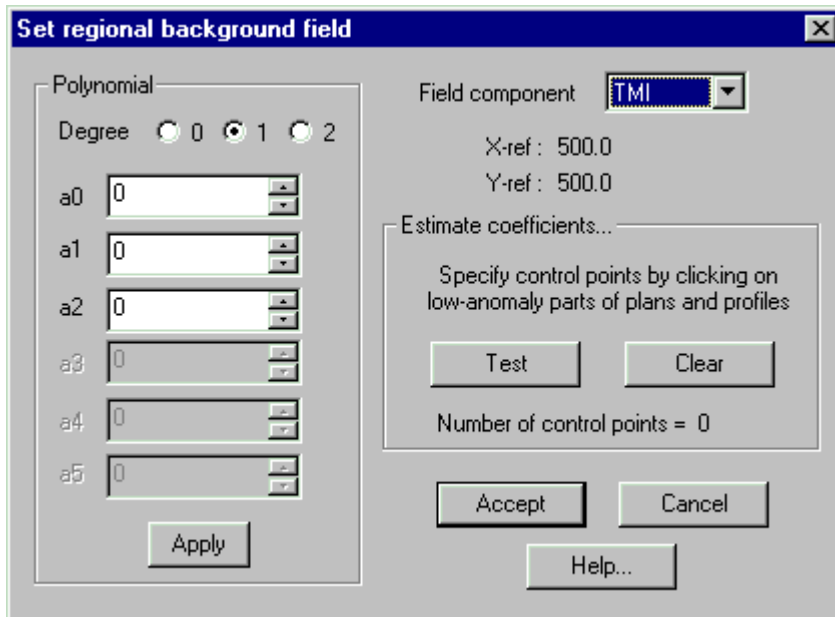 Set regional background field
Polynomial
Degree 0 1 2
a0 0
a1 0
a2 0
a3 0
a4 0
a5 0
Apply
Field component TMI
X-ref : 500.0
Y-ref : 500.0
Estimate coefficients...
Specify control points by clicking on
low-anomaly parts of plans and profiles
Test Clear
Number of control points = 0
Accept Cancel
Help...